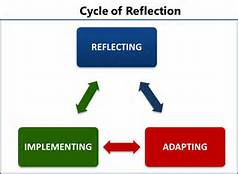 Cycle of Reflection
REFLECTING
IMPLEMENTING
ADAPTING